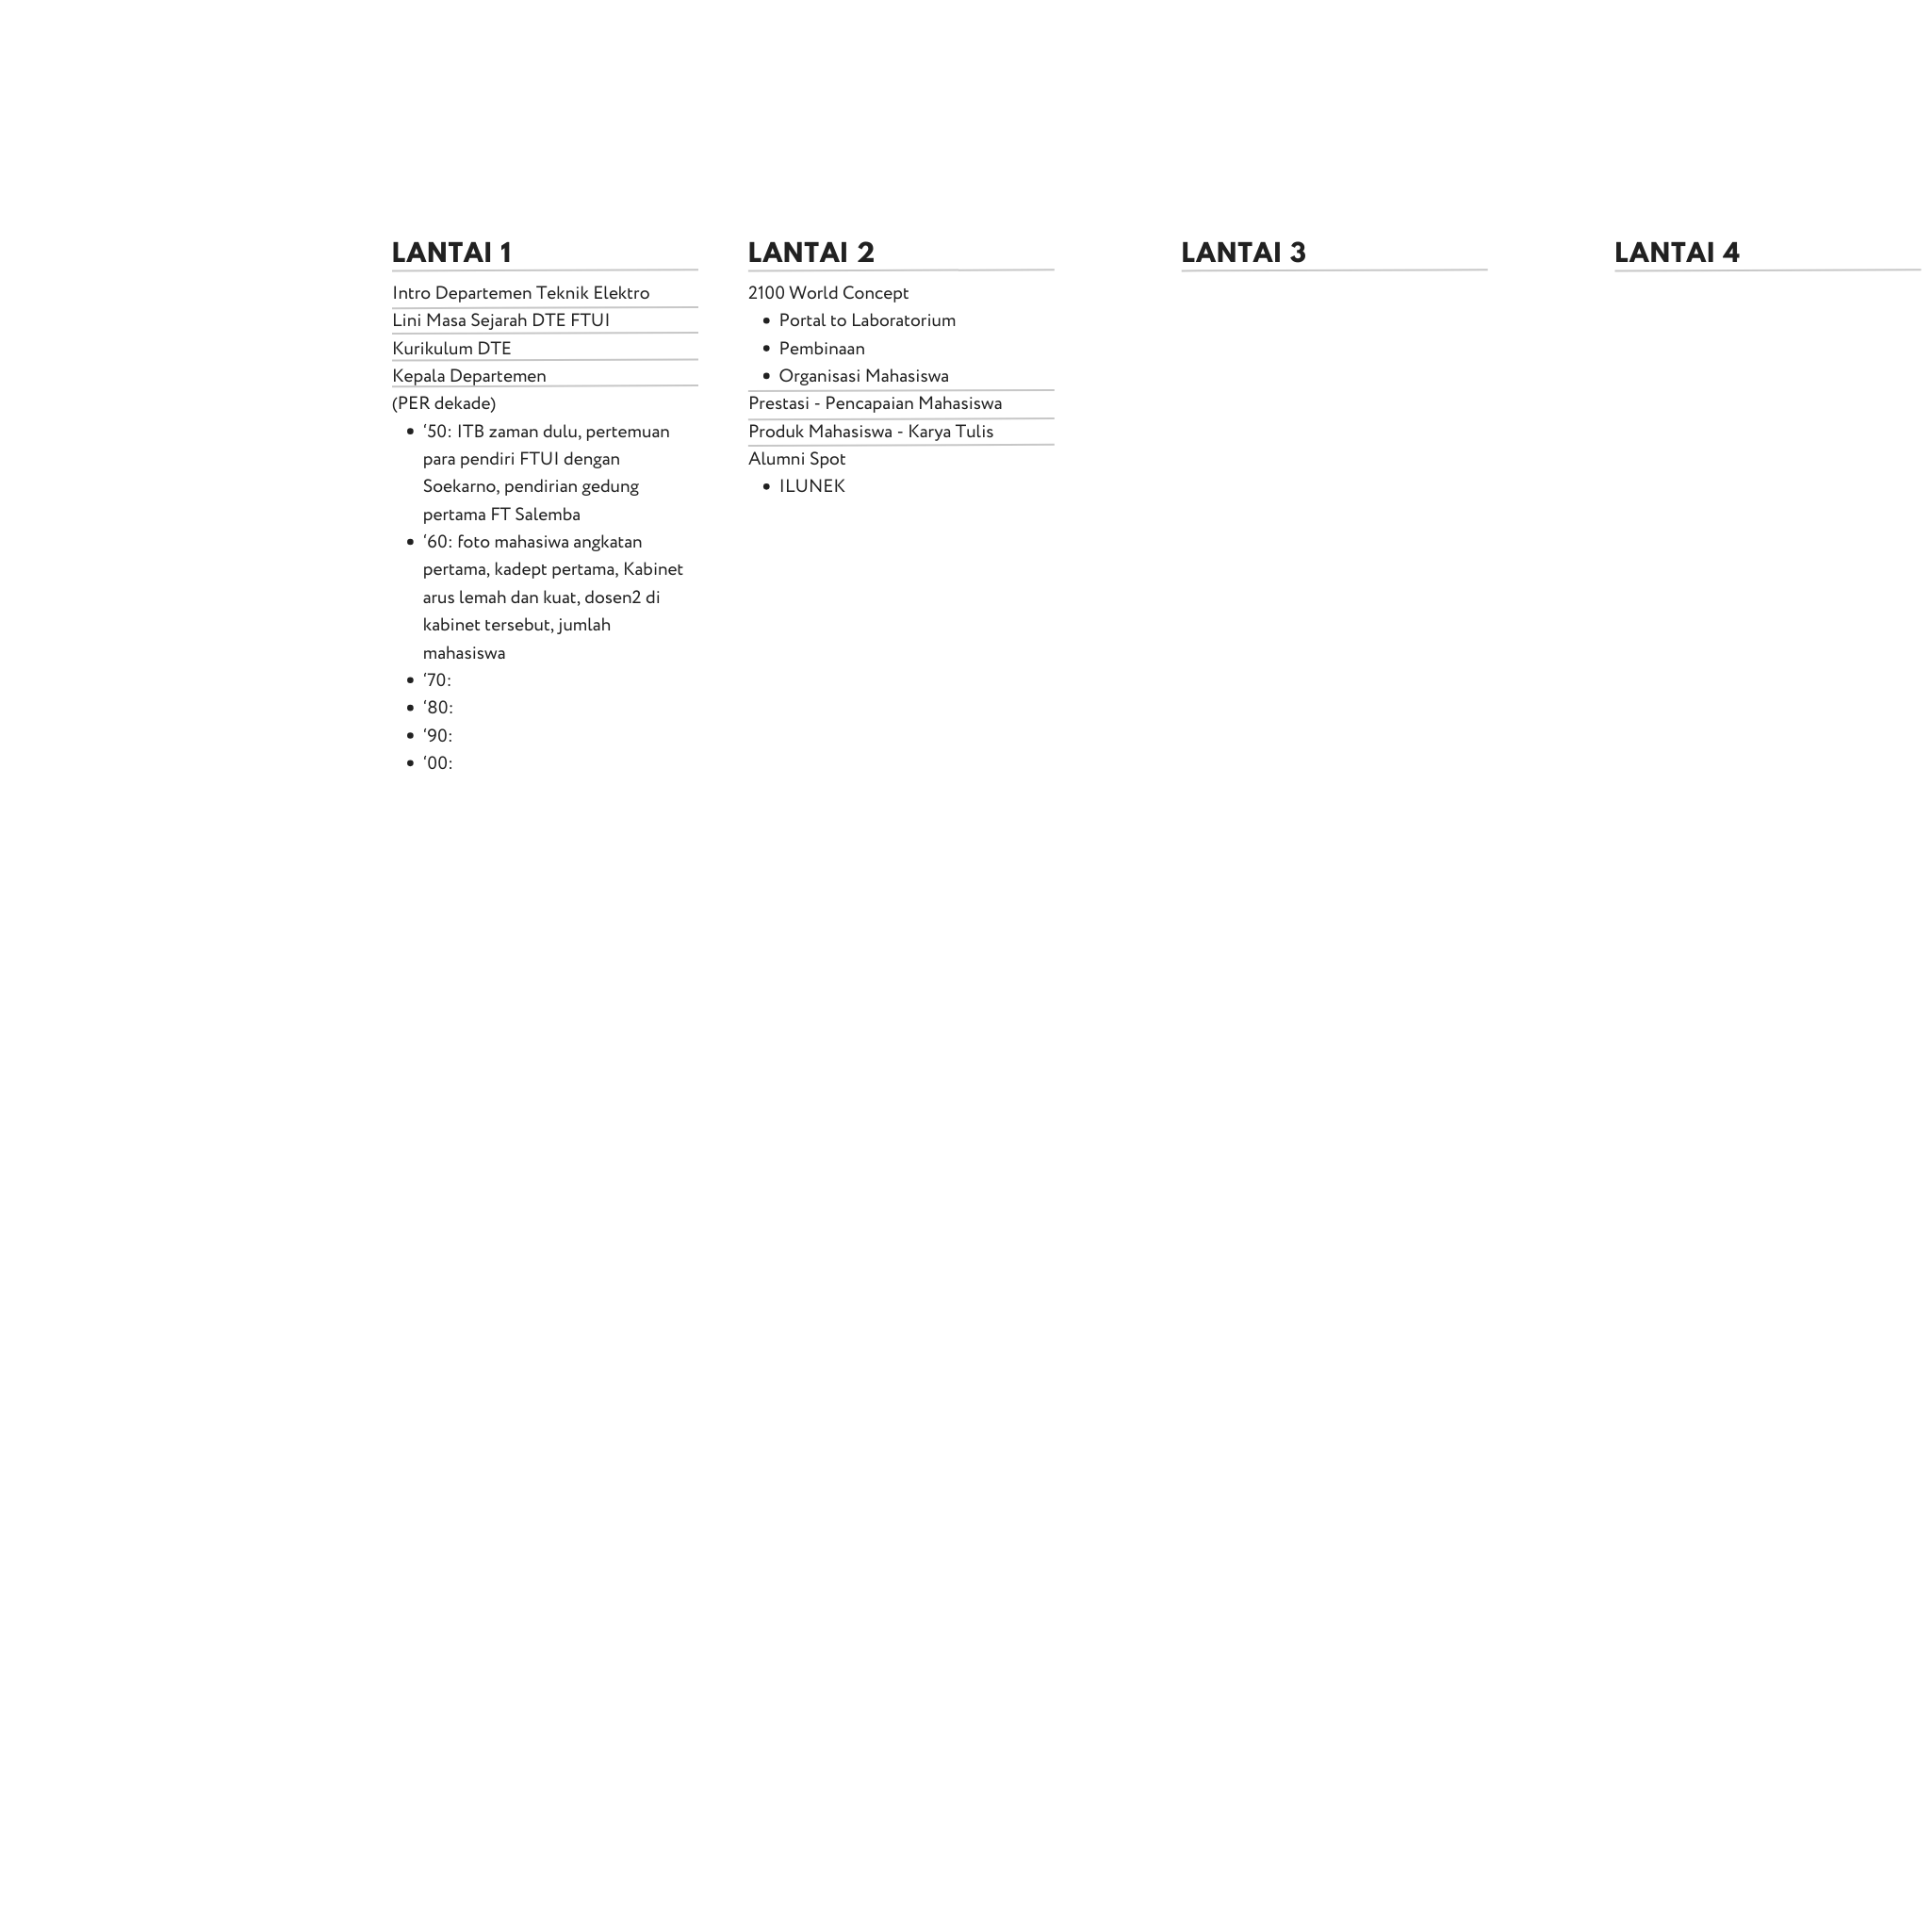 LANTAI 1
Intro Departemen Teknik Elektro
Lini Masa Sejarah DTE FTUI
Kurikulum DTE
Kepala Departemen
(PER dekade)
• ‘50: ITB zaman dulu, pertemuan
para pendiri FTUI dengan
Soekarno, pendirian gedung
pertama FT Salemba
• ‘60: foto mahasiwa angkatan
pertama, kadept pertama, Kabinet
arus lemah dan kuat, dosen2 di
kabinet tersebut, jumlah
mahasiswa
• ‘70:
• ‘80:
• ‘90:
• ‘00:
LANTAI 2
2100 World Concept
• Portal to Laboratorium
• Pembinaan
• Organisasi Mahasiswa
Prestasi - Pencapaian Mahasiswa
Produk Mahasiswa - Karya Tulis
Alumni Spot
• ILUNEK
LANTAI 3
LANTAI 4